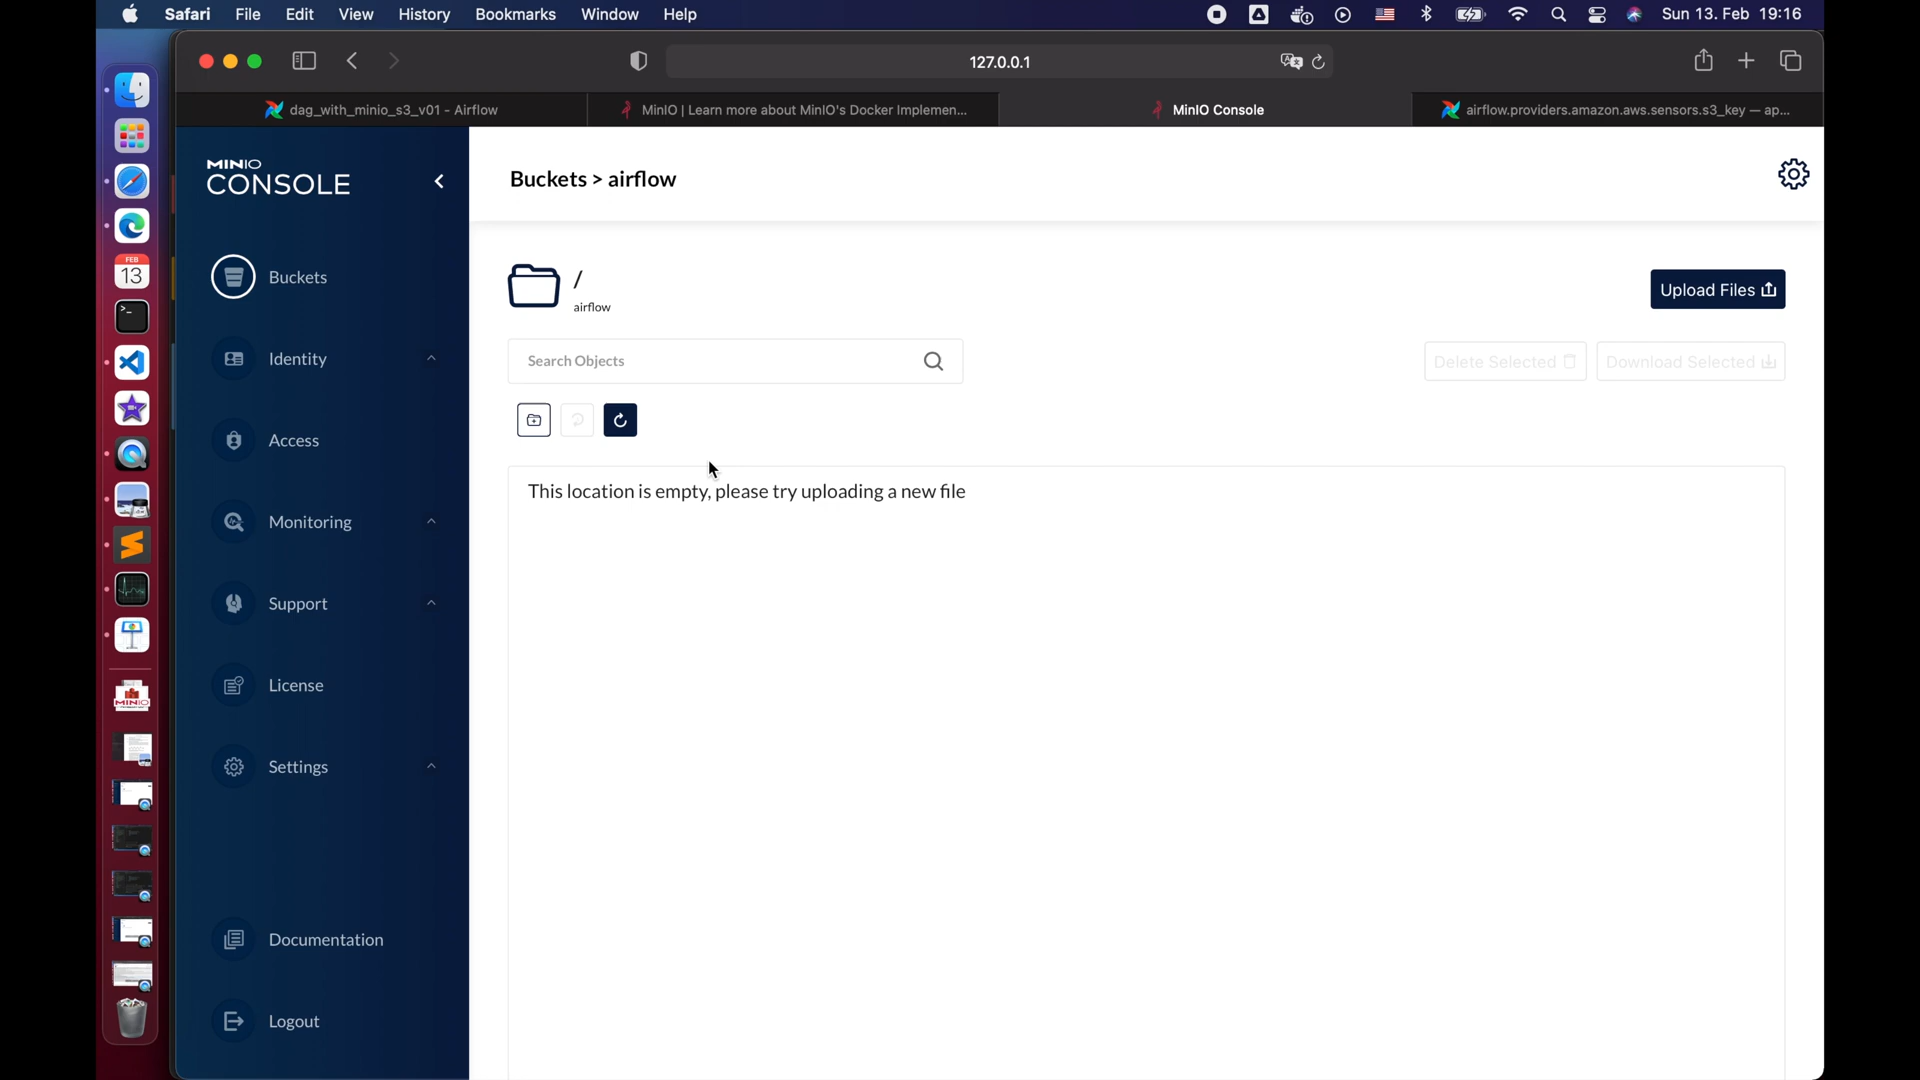 Safari File Edit View History Bookmarks Window Help Sun 13. Feb 19:16
127.0.0.1
dag_with_minio_s3_v01 - Airflow
MinIO | Learn more about MinIO's Docker Implemen...
MinIO Console
airflow.providers.amazon.aws.sensors.s3_key — ap...
MINIO
CONSOLE
Buckets > airflow
Buckets
Identity
Access
Monitoring
Support
License
Settings
Documentation
Logout
/
airflow
Upload Files
Search Objects
Delete Selected
Download Selected
This location is empty, please try uploading a new file
FEB
13
MINIO